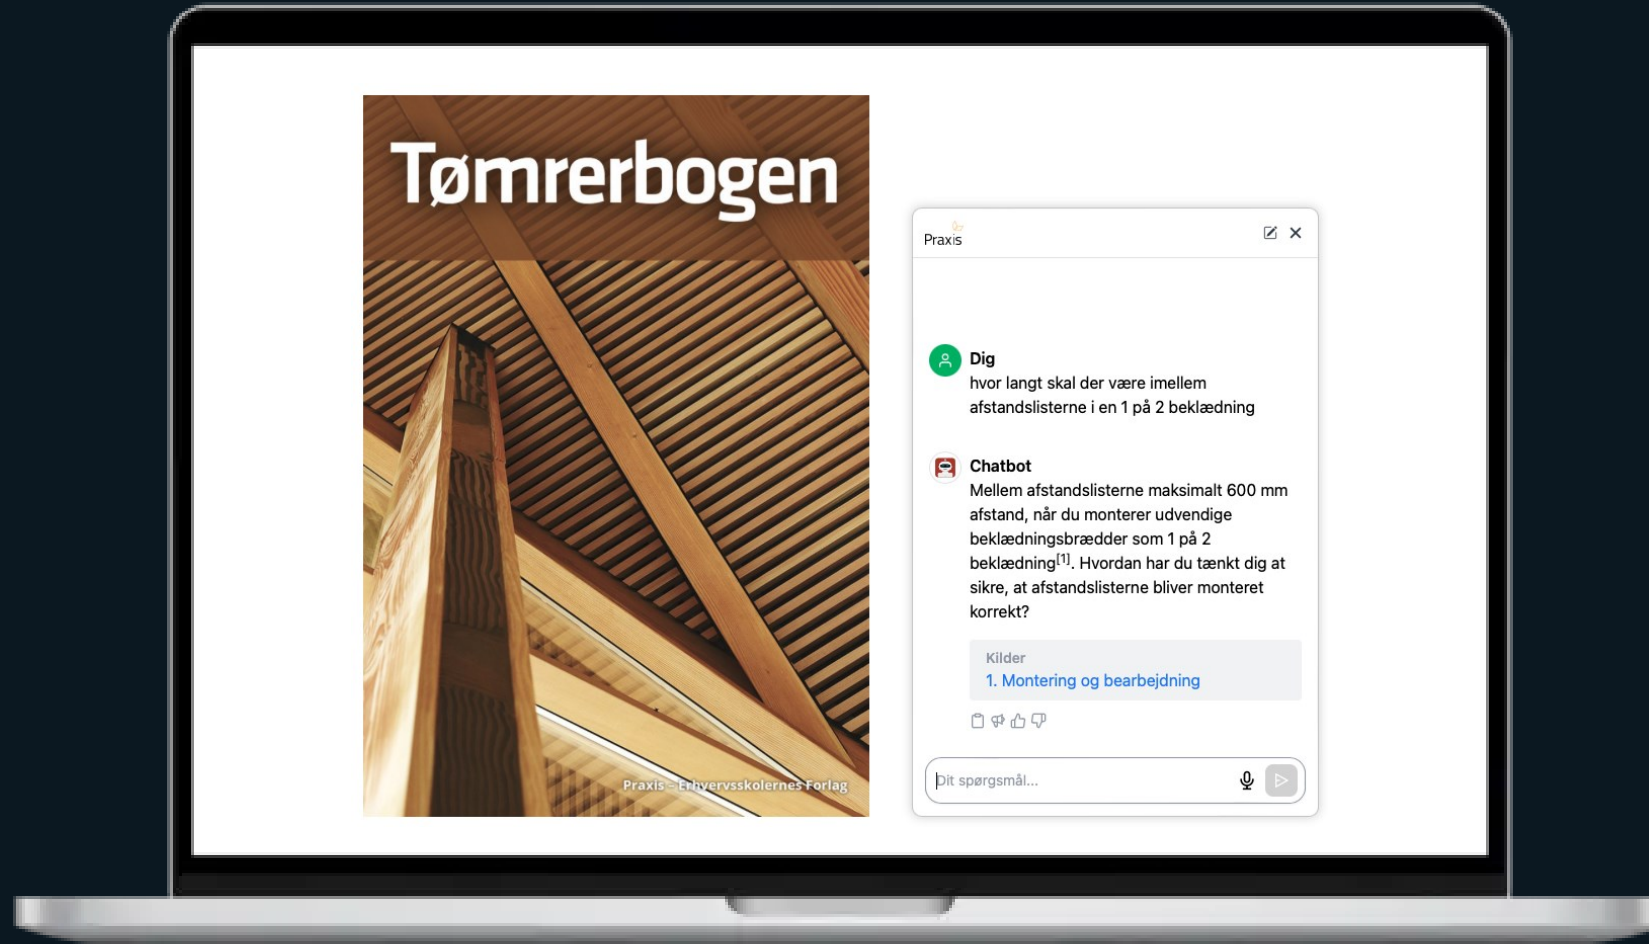 Tømrerbogen
Praxis - Erhvervsskolernes Forlag
Praxis
Dig
hvor langt skal der være imellem
afstandslisterne i en 1 på 2 beklædning
Chatbot
Mellem afstandslisterne maksimalt 600 mm
afstand, når du monterer udvendige
beklædningsbrædder som 1 på 2
beklædning[1]. Hvordan har du tænkt dig at
sikre, at afstandslisterne bliver monteret
korrekt?
Kilder
1. Montering og bearbejdning
Dit spørgsmål...